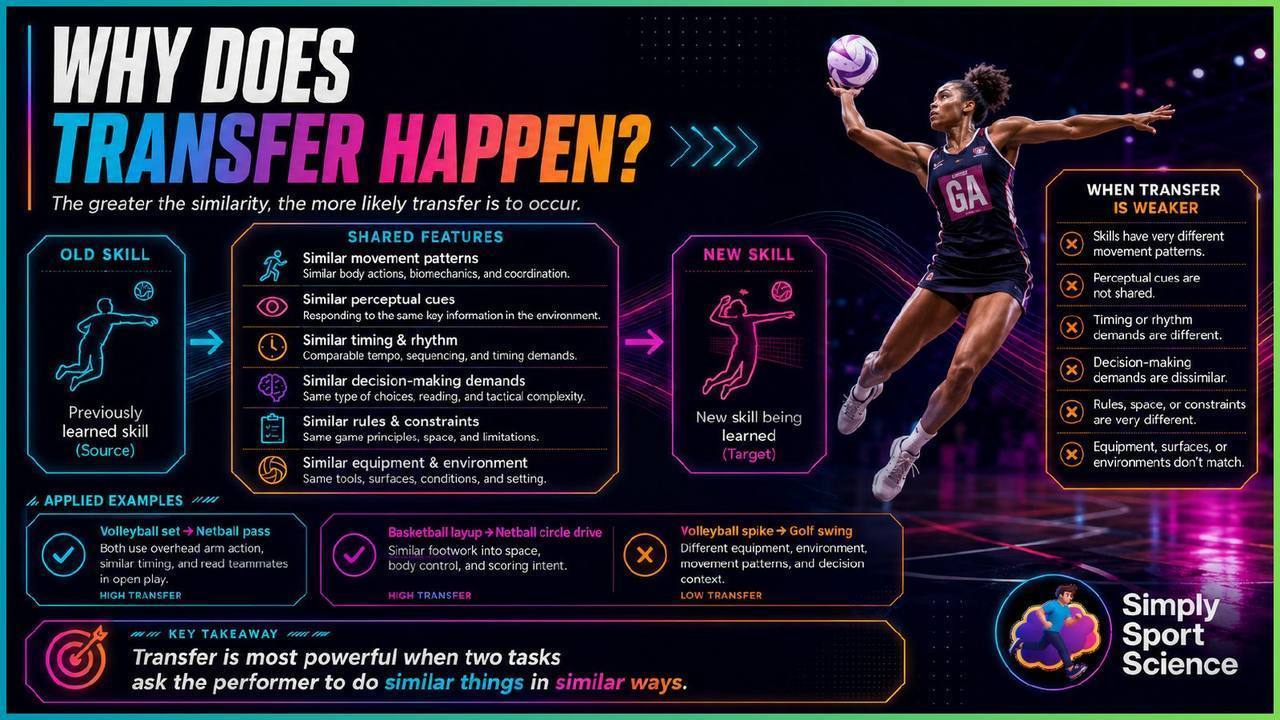 WHY DOES
TRANSFER HAPPEN?
The greater the similarity, the more likely transfer is to occur.
OLD SKILL
Previously
learned skill
(Source)
SHARED FEATURES
Similar movement patterns
Similar body actions, biomechanics, and coordination.
Similar perceptual cues
Responding to the same key information in the environment.
Similar timing & rhythm
Comparable tempo, sequencing, and timing demands.
Similar decision-making demands
Same type of choices, reading, and tactical complexity.
Similar rules & constraints
Same game principles, space, and limitations.
Similar equipment & environment
Same tools, surfaces, conditions, and setting.
NEW SKILL
New skill being
learned
(Target)
GA
WHEN TRANSFER
IS WEAKER
Skills have very different
movement patterns.
Perceptual cues are
not shared.
Timing or rhythm
demands are different.
Decision-making
demands are dissimilar.
Rules, space, or constraints
are very different.
Equipment, surfaces, or
environments don't match.
APPLIED EXAMPLES
Volleyball set → Netball pass
Both use overhead arm action,
similar timing, and read teammates
in open play.
HIGH TRANSFER
Basketball layup → Netball circle drive
Similar footwork into space,
body control, and scoring intent.
HIGH TRANSFER
Volleyball spike → Golf swing
Different equipment, environment,
movement patterns, and decision
context.
LOW TRANSFER
KEY TAKEAWAY
Transfer is most powerful when two tasks
ask the performer to do similar things in similar ways.
Simply
Sport
Science